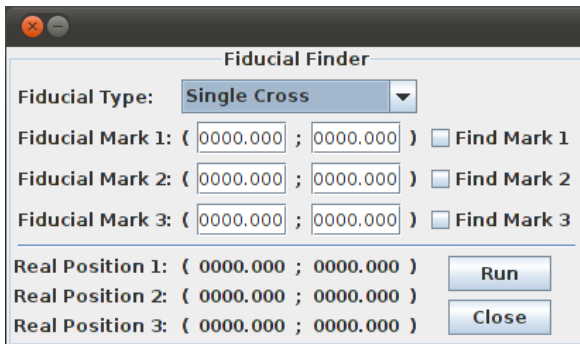 Fiducial Finder
Fiducial Type: Single Cross
Fiducial Mark 1: ( 0000.000 ; 0000.000 ) Find Mark 1
Fiducial Mark 2: ( 0000.000 ; 0000.000 ) Find Mark 2
Fiducial Mark 3: ( 0000.000 ; 0000.000 ) Find Mark 3
Real Position 1: ( 0000.000 ; 0000.000 )
Run
Real Position 2: ( 0000.000 ; 0000.000 )
Real Position 3: ( 0000.000 ; 0000.000 )
Close